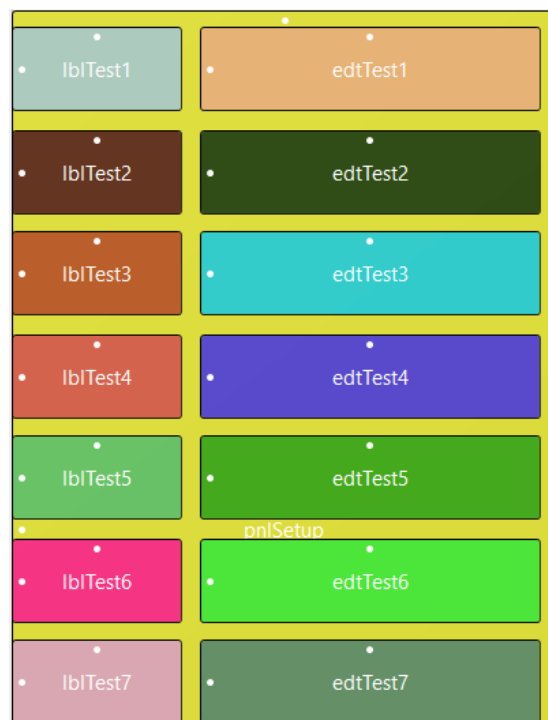 lblTest1 edtTest1
lblTest2 edtTest2
lblTest3 edtTest3
lblTest4 edtTest4
lblTest5 edtTest5
pnlSetup
lblTest6 edtTest6
lblTest7 edtTest7